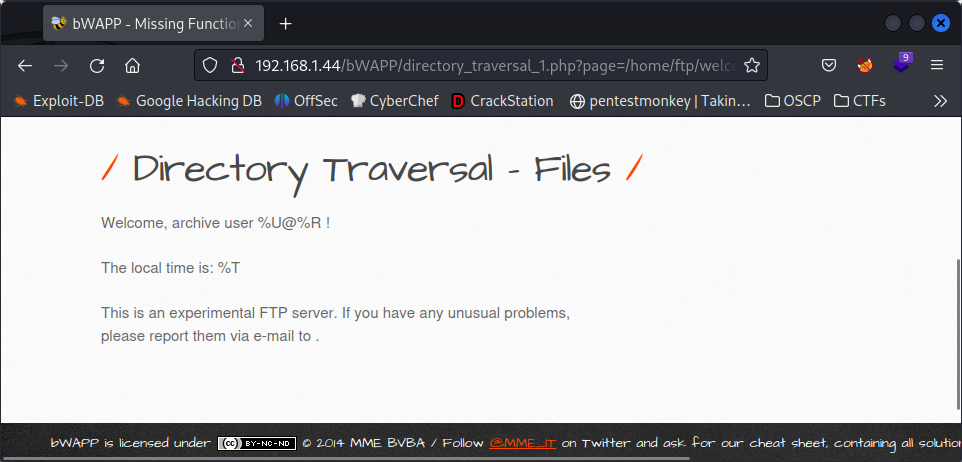 bWAPP - Missing Function
192.168.1.44/bWAPP/directory_traversal_1.php?page=/home/ftp/welc
9
Exploit-DB Google Hacking DB OffSec CyberChef CrackStation pentestmonkey | Takin… OSCP CTFs
/ Directory Traversal - Files /
Welcome, archive user %U@%R !
The local time is: %T
This is an experimental FTP server. If you have any unusual problems,
please report them via e-mail to .
bWAPP is licensed under (cc) BY-NC-ND © 2014 MME BVBA / Follow @MME_IT on Twitter and ask for our cheat sheet, containing all solution